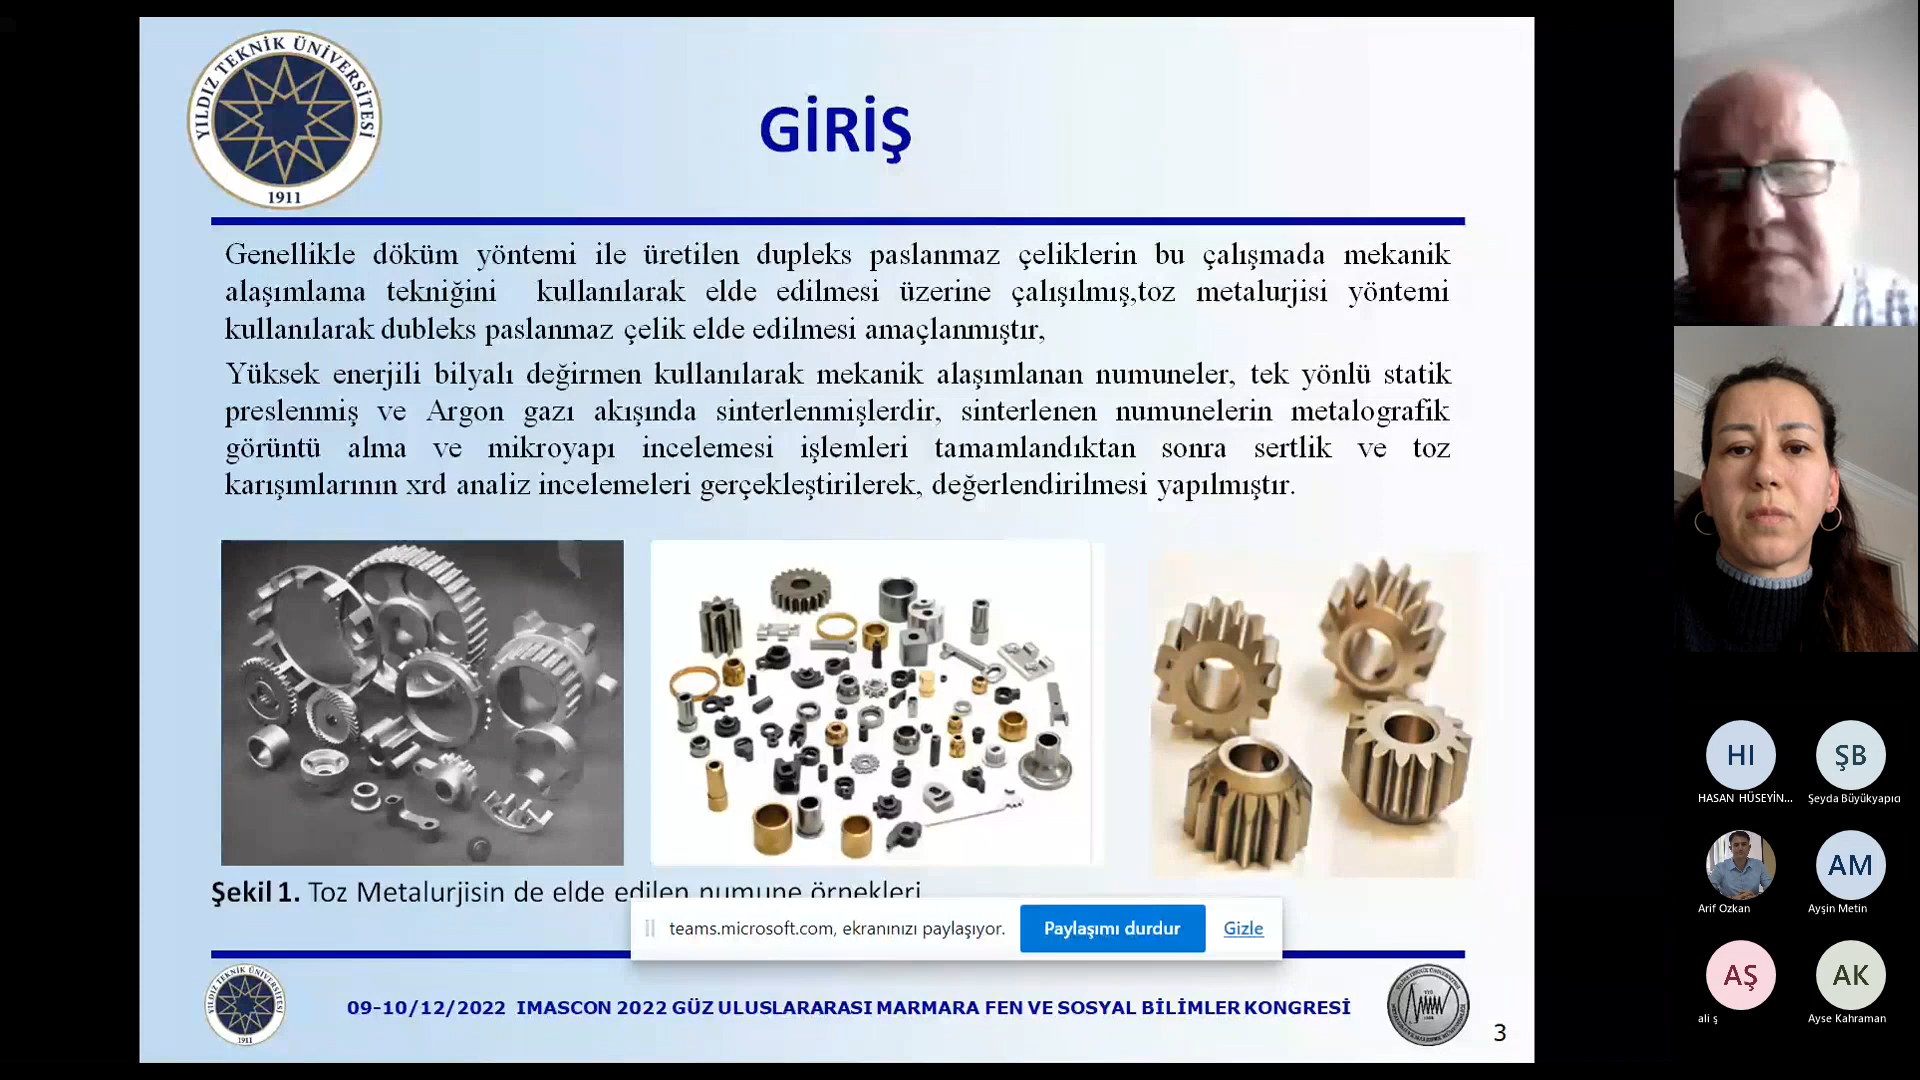 YILDIZ TEKNİK ÜNİVERSİTESİ
1911
GİRİŞ
Genellikle döküm yöntemi ile üretilen dupleks paslanmaz çeliklerin bu çalışmada mekanik
alaşımlama tekniğini kullanılarak elde edilmesi üzerine çalışılmış,toz metalurjisi yöntemi
kullanılarak dubleks paslanmaz çelik elde edilmesi amaçlanmıştır,
Yüksek enerjili bilyalı değirmen kullanılarak mekanik alaşımlanan numuneler, tek yönlü statik
preslenmiş ve Argon gazı akışında sinterlenmişlerdir, sinterlenen numunelerin metalografik
görüntü alma ve mikroyapı incelemesi işlemleri tamamlandıktan sonra sertlik ve toz
karışımlarının xrd analiz incelemeleri gerçekleştirilerek, değerlendirilmesi yapılmıştır.
Şekil 1. Toz Metalurjisin de elde edilen numune örnekleri
teams.microsoft.com, ekranınızı paylaşıyor.
Paylaşımı durdur
Gizle
YILDIZ TEKNİK ÜNİVERSİTESİ
1911
09-10/12/2022 IMASCON 2022 GÜZ ULUSLARARASI MARMARA FEN VE SOSYAL BİLİMLER KONGRESİ
3
HI
HASAN HÜSEYİN...
ŞB
Şeyda Büyükyapıcı
Arif Ozkan
AM
Ayşin Metin
AŞ
ali ş
AK
Ayse Kahraman